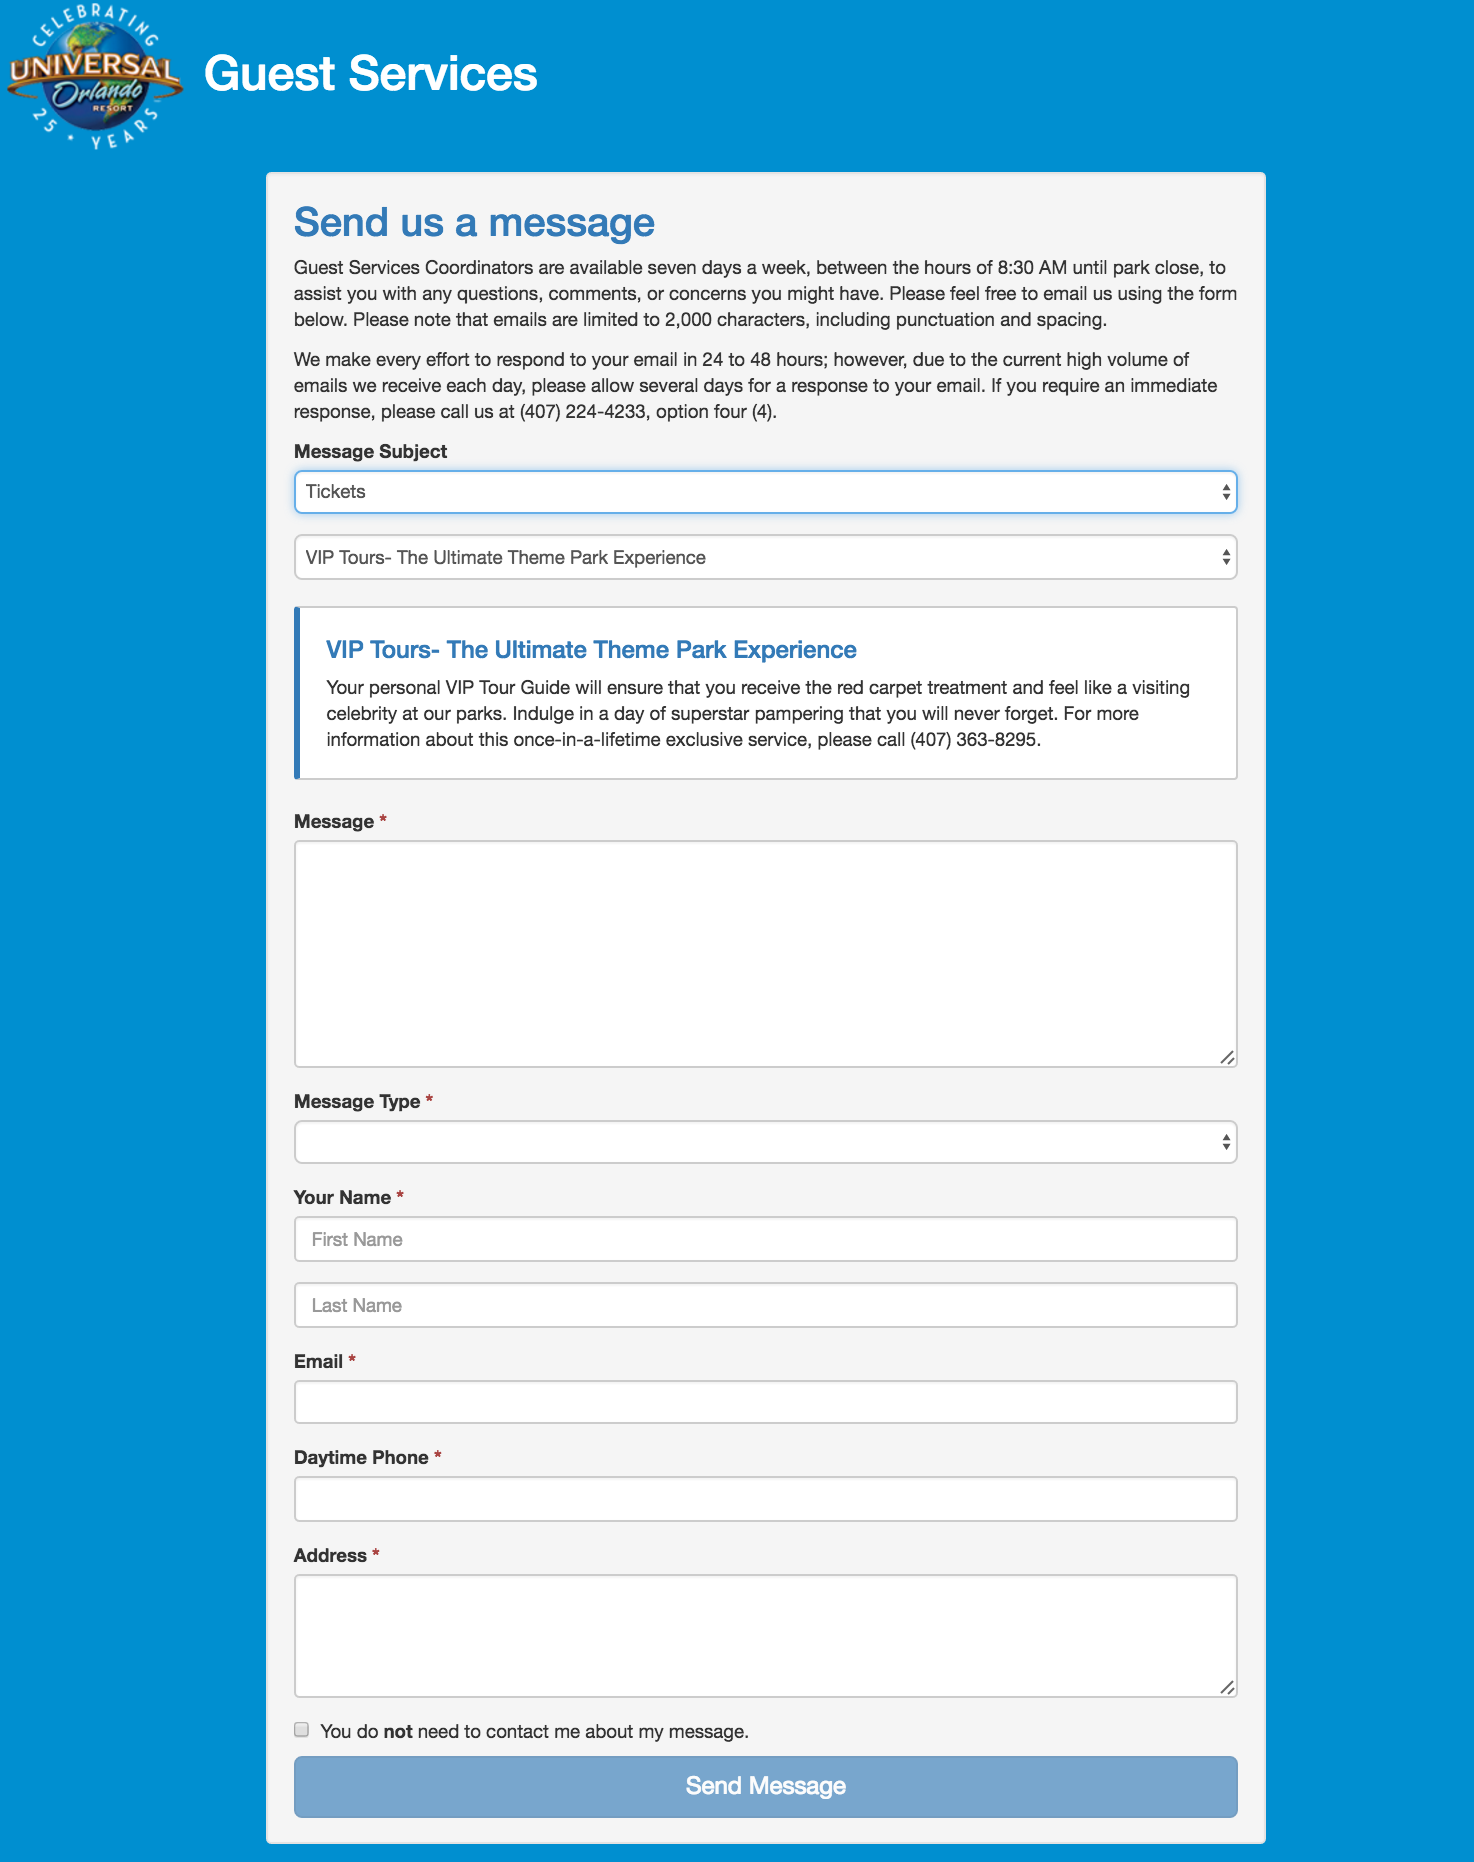 CELEBRATING
UNIVERSAL
Orlando
RESORT
25 * YEARS
Guest Services
Send us a message
Guest Services Coordinators are available seven days a week, between the hours of 8:30 AM until park close, to
assist you with any questions, comments, or concerns you might have. Please feel free to email us using the form
below. Please note that emails are limited to 2,000 characters, including punctuation and spacing.
We make every effort to respond to your email in 24 to 48 hours; however, due to the current high volume of
emails we receive each day, please allow several days for a response to your email. If you require an immediate
response, please call us at (407) 224-4233, option four (4).
Message Subject
Tickets
VIP Tours- The Ultimate Theme Park Experience
VIP Tours- The Ultimate Theme Park Experience
Your personal VIP Tour Guide will ensure that you receive the red carpet treatment and feel like a visiting
celebrity at our parks. Indulge in a day of superstar pampering that you will never forget. For more
information about this once-in-a-lifetime exclusive service, please call (407) 363-8295.
Message *
Message Type *
Your Name *
First Name
Last Name
Email *
Daytime Phone *
Address *
You do not need to contact me about my message.
Send Message